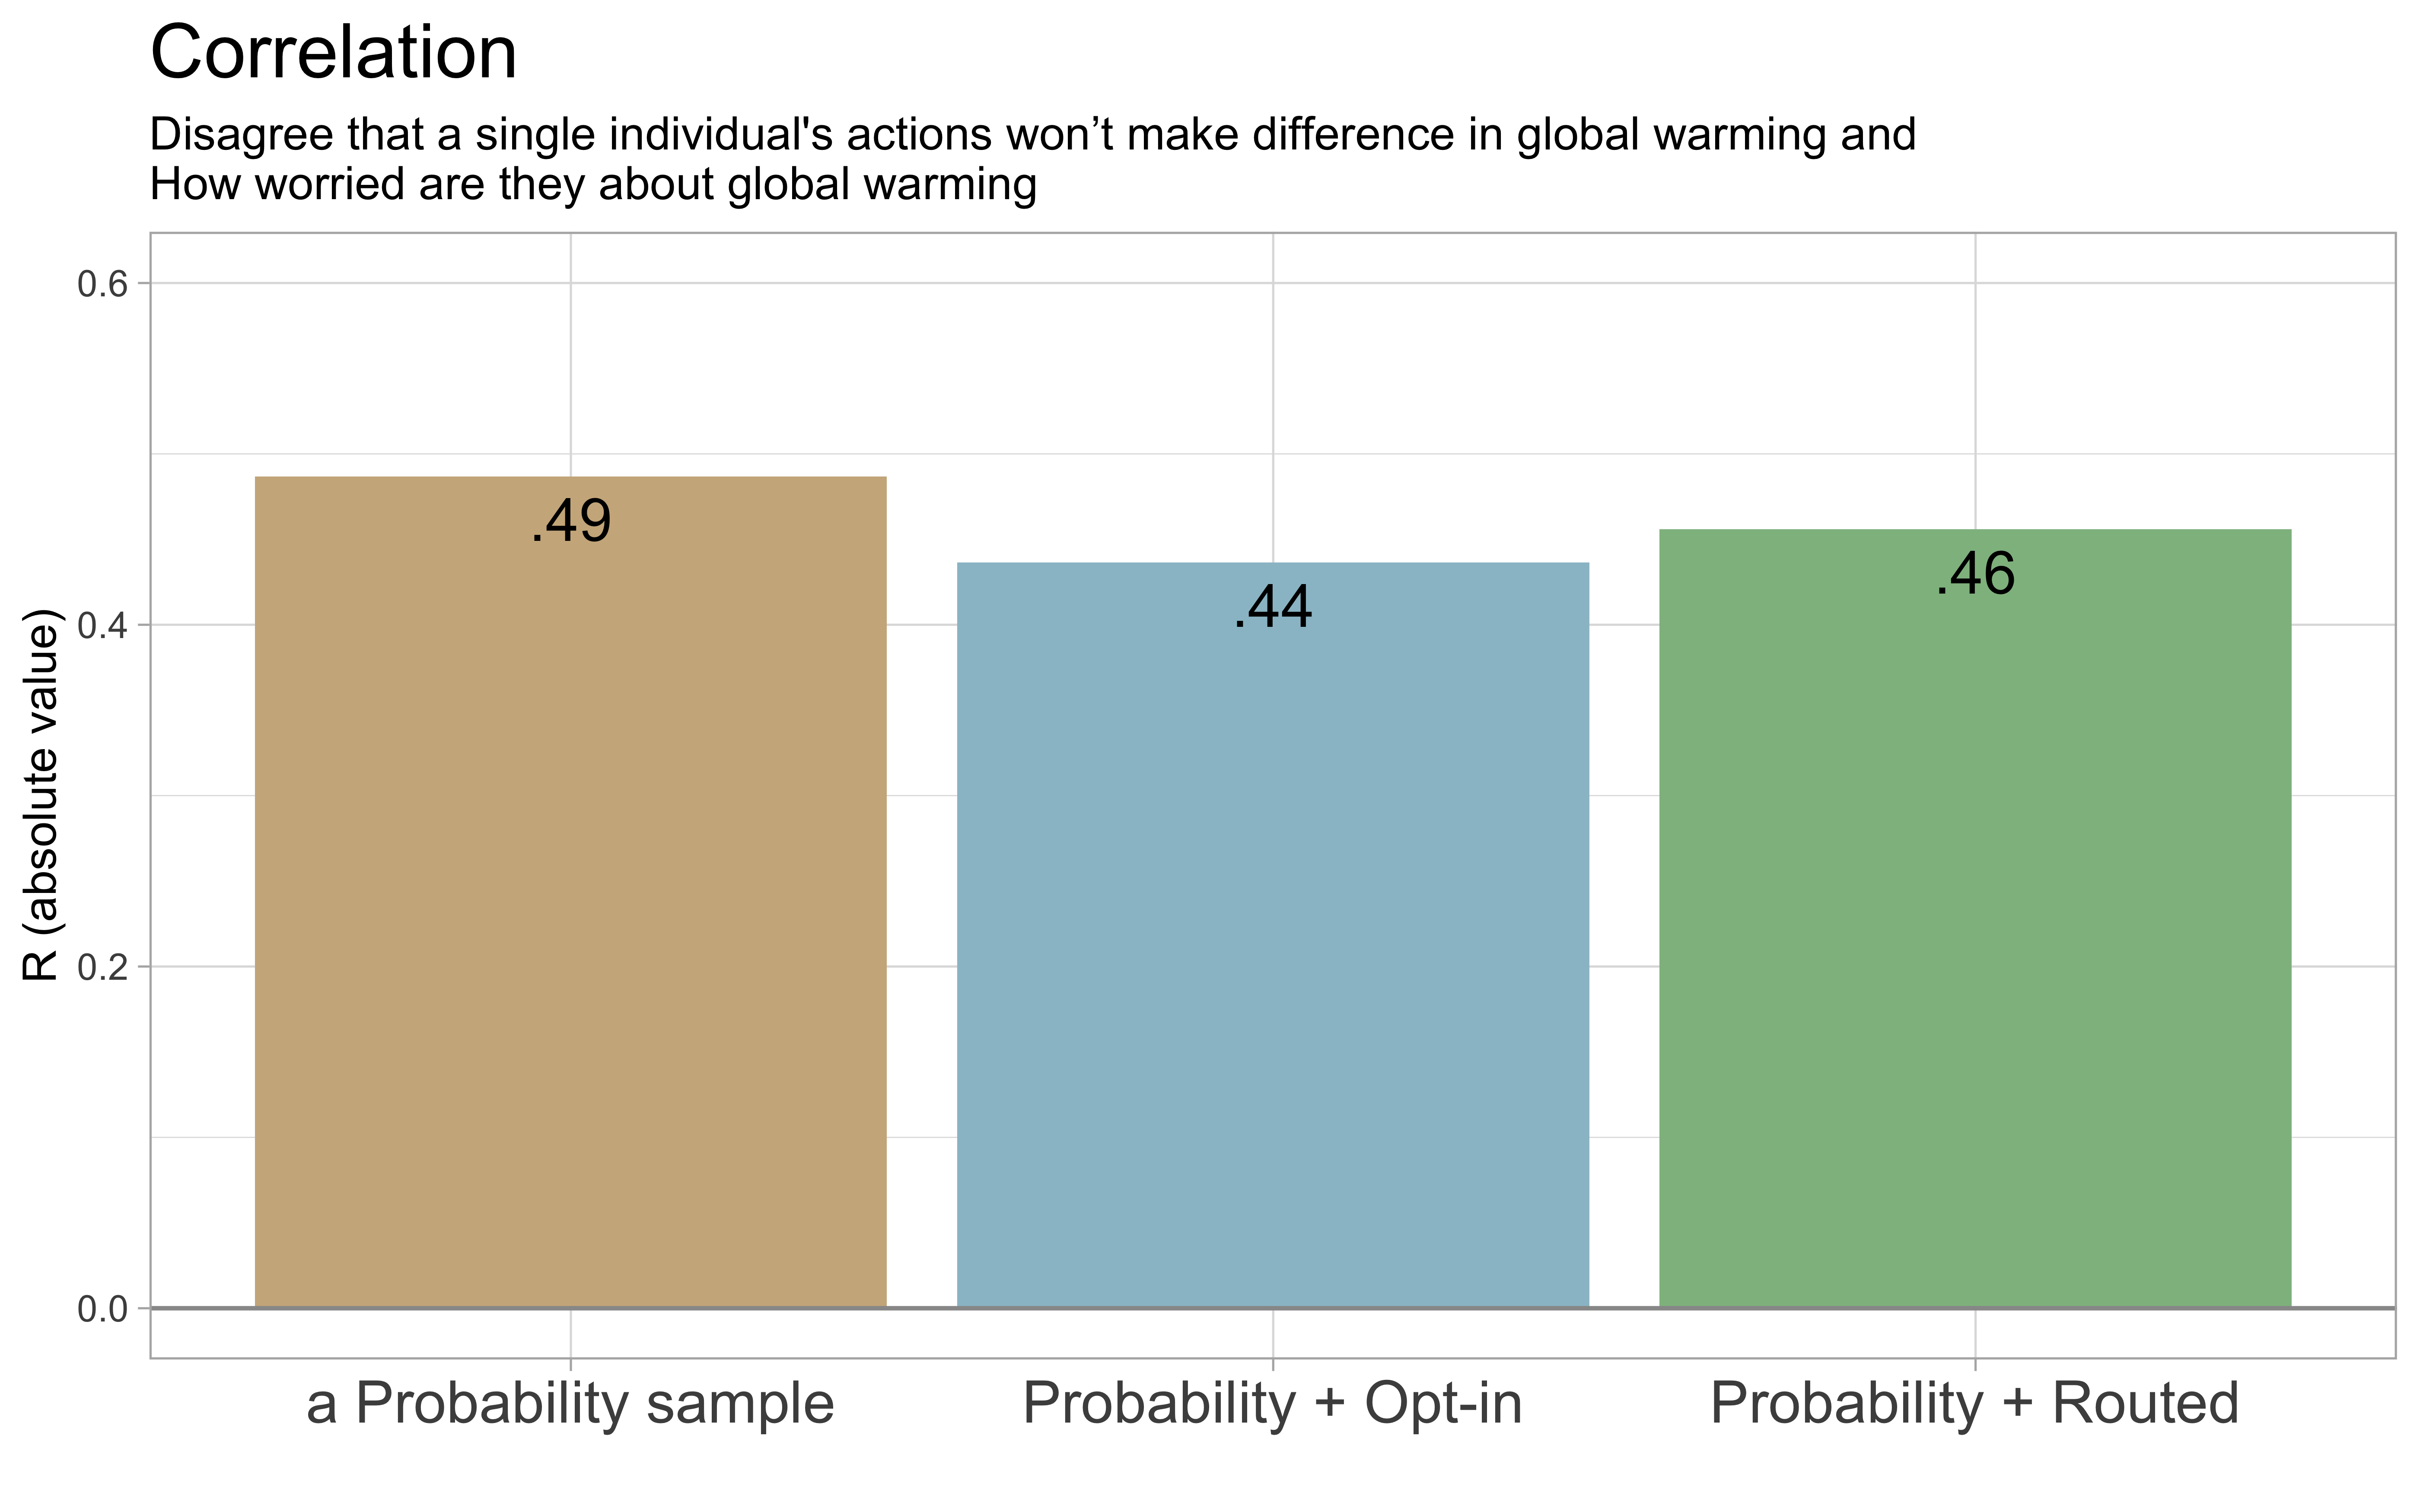 Correlation
Disagree that a single individual's actions won’t make difference in global warming and
How worried are they about global warming
R (absolute value)
0.6
0.4
0.2
0.0
.49
.44
.46
a Probability sample
Probability + Opt-in
Probability + Routed